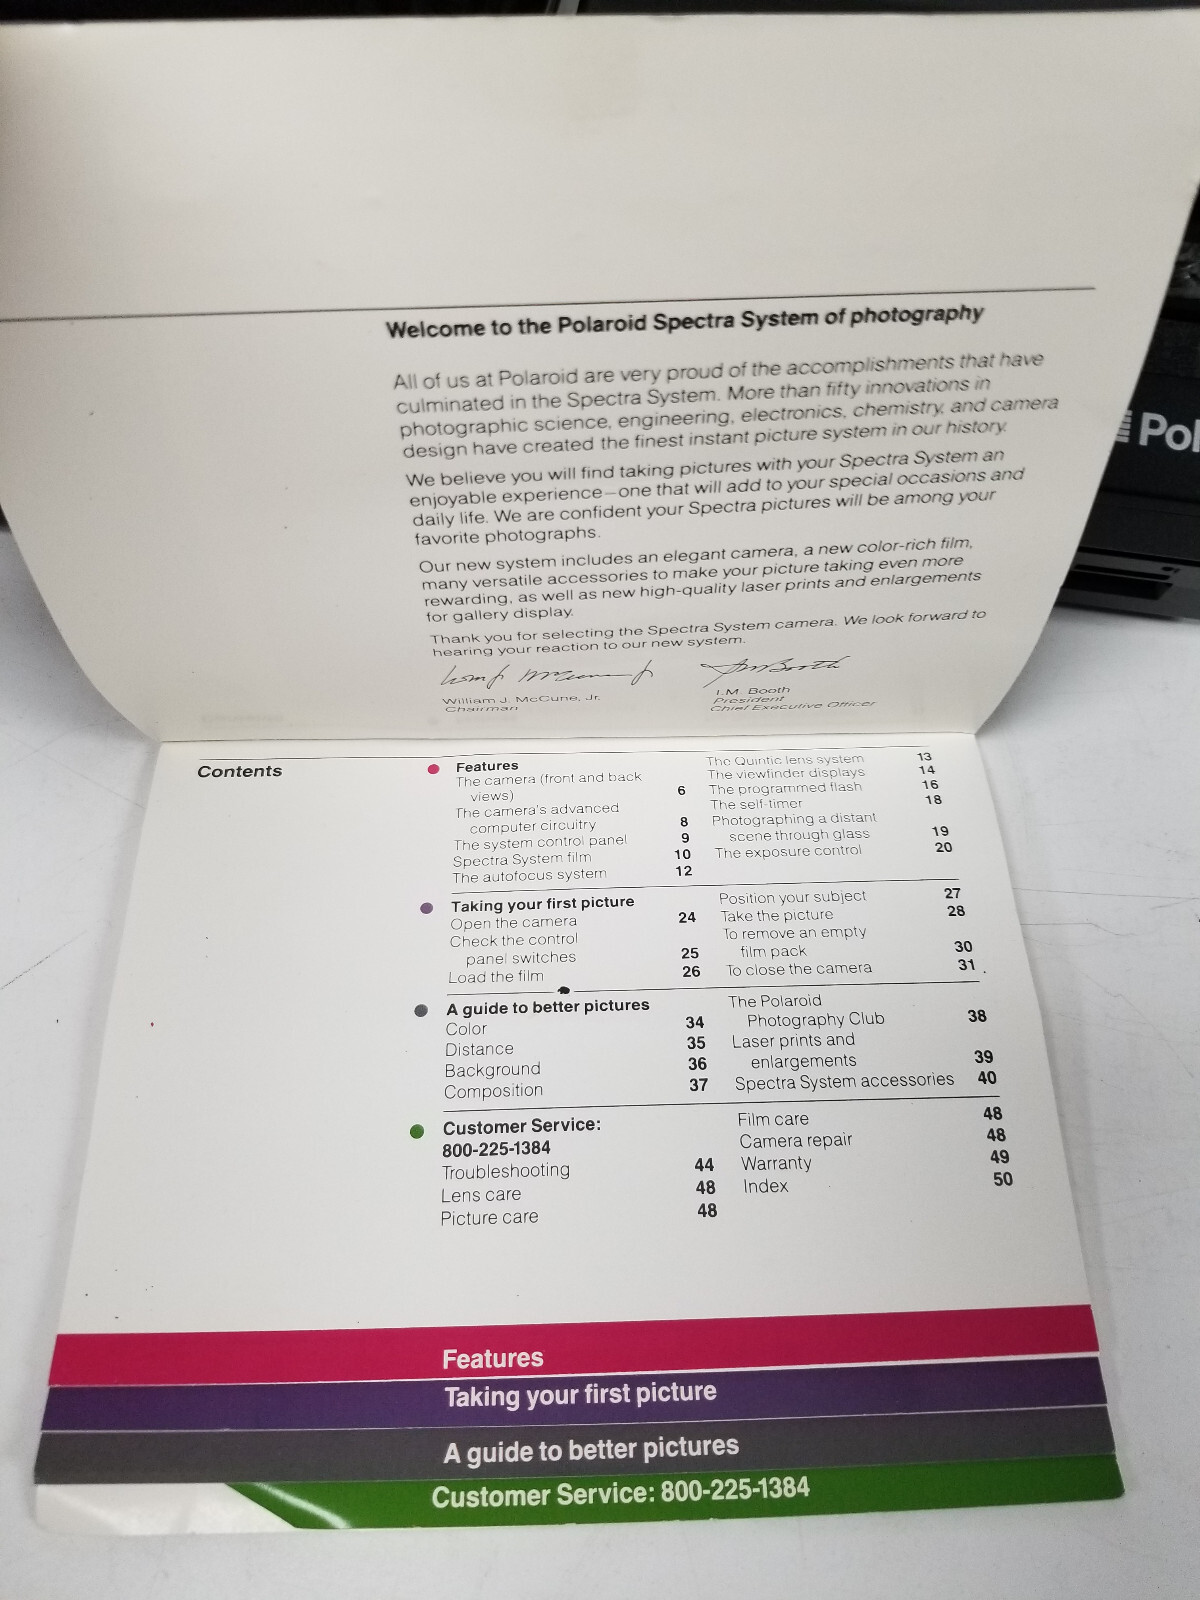 Welcome to the Polaroid Spectra System of photography
All of us at Polaroid are very proud of the accomplishments that have
culminated in the Spectra System. More than fifty innovations in
photographic science, engineering, electronics, chemistry, and camera
design have created the finest instant picture system in our history.
We believe you will find taking pictures with your Spectra System an
enjoyable experience—one that will add to your special occasions and
daily life. We are confident your Spectra pictures will be among your
favorite photographs.
Our new system includes an elegant camera, a new color-rich film,
many versatile accessories to make your picture taking even more
rewarding, as well as new high-quality laser prints and enlargements
for gallery display.
Thank you for selecting the Spectra System camera. We look forward to
hearing your reaction to our new system.
William J. McCune, Jr.
Chairman
I.M. Booth
President
Chief Executive Officer
Pol
Contents
Features
The camera (front and back
views) 6
The camera's advanced
computer circuitry 8
The system control panel 9
Spectra System film 10
The autofocus system 12
The Quintic lens system 13
The viewfinder displays 14
The programmed flash 16
The self-timer 18
Photographing a distant
scene through glass 19
The exposure control 20
Taking your first picture
Open the camera 24
Check the control
panel switches 25
Load the film 26
Position your subject 27
Take the picture 28
To remove an empty
film pack 30
To close the camera 31
A guide to better pictures
Color 34
Distance 35
Background 36
Composition 37
The Polaroid
Photography Club 38
Laser prints and
enlargements 39
Spectra System accessories 40
Customer Service:
800-225-1384
Troubleshooting 44
Lens care 48
Picture care 48
Film care 48
Camera repair 48
Warranty 49
Index 50
Features
Taking your first picture
A guide to better pictures
Customer Service: 800-225-1384